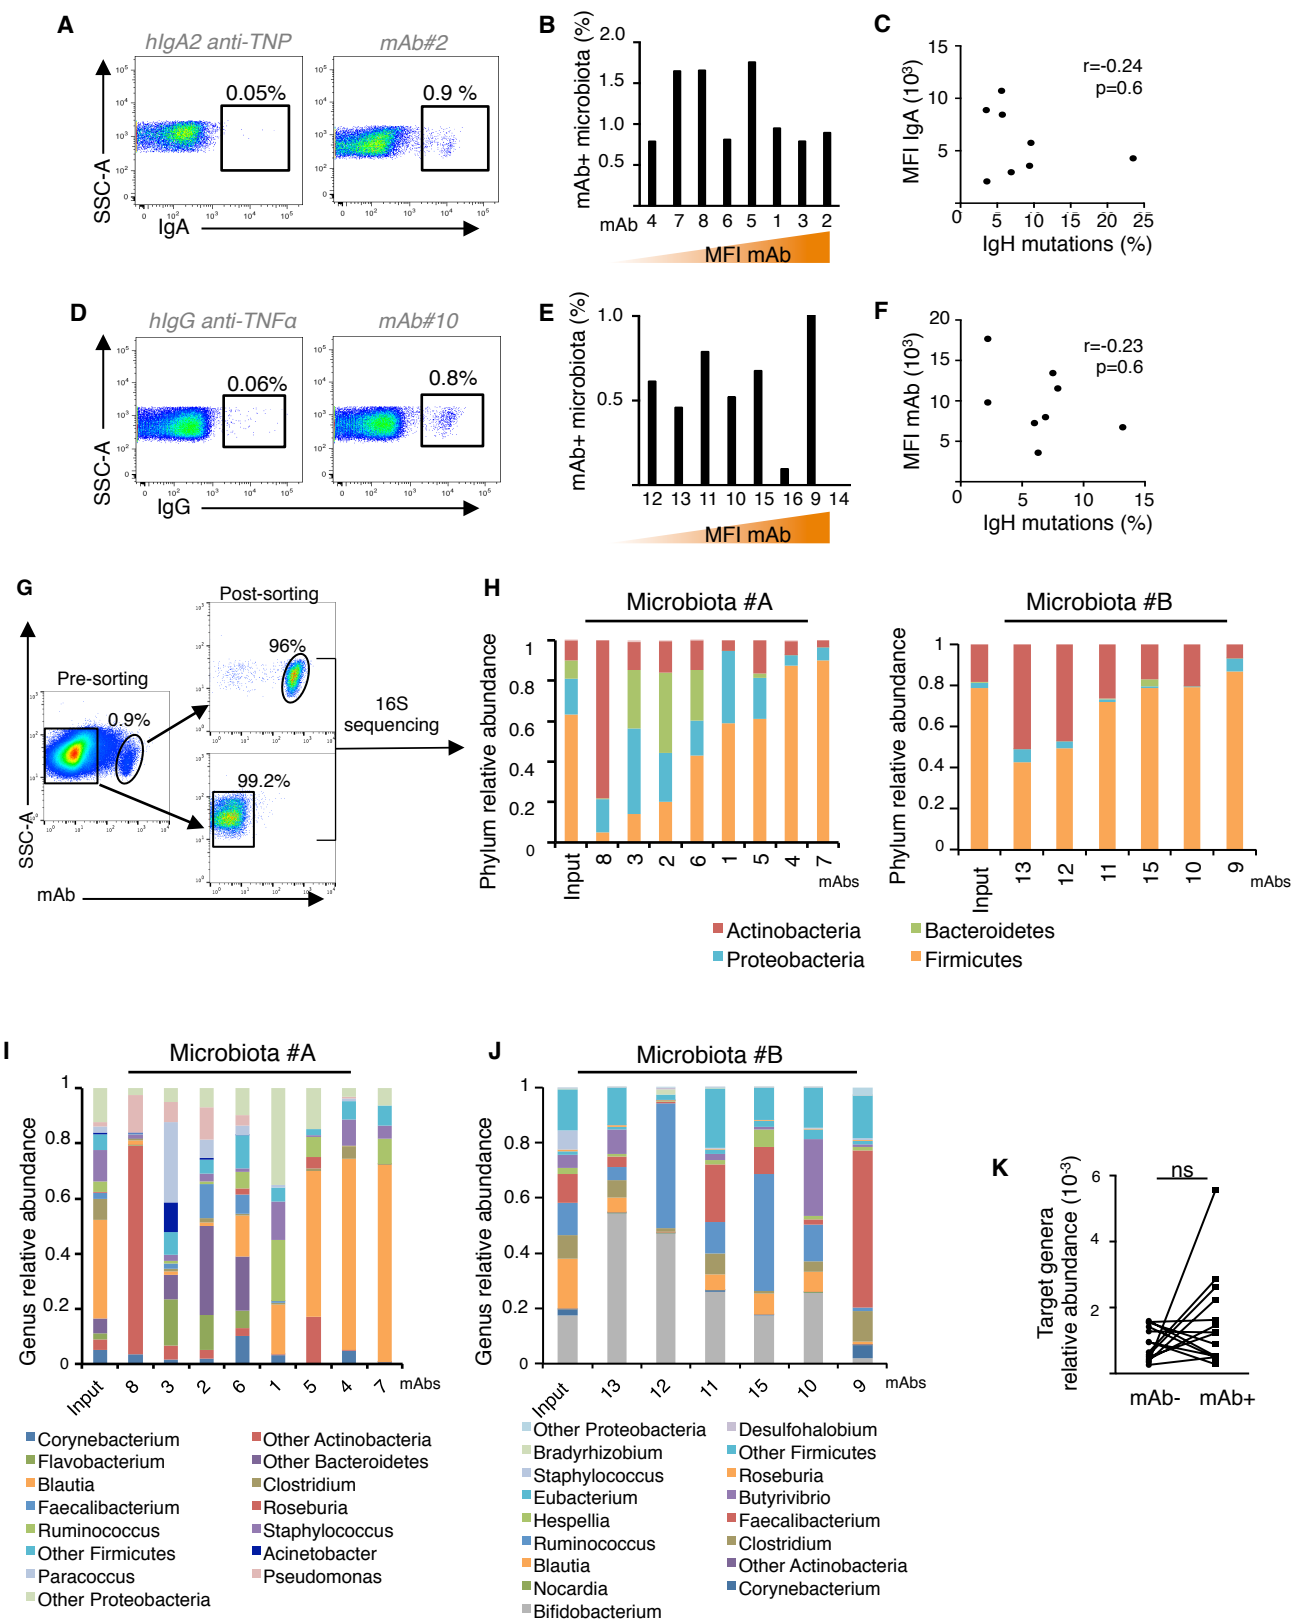 A
hIgA2 anti-TNP
mAb#2
0.05%
0.9 %
SSC-A
IgA
B
mAb+ microbiota (%)
2.0
1.0
0.5
mAb 4 7 8 6 5 1 3 2
MFI mAb
C
MFI IgA (10³)
15
10
5
r=-0.24
p=0.6
0 5 10 15 20 25
IgH mutations (%)
D
hIgG anti-TNFα
mAb#10
0.06%
0.8%
SSC-A
IgG
E
mAb+ microbiota (%)
1.0
0.5
12 13 11 10 15 16 9 14
MFI mAb
F
MFI mAb (10³)
20
15
10
5
r=-0.23
p=0.6
0 5 10 15
IgH mutations (%)
G
Pre-sorting
0.9%
Post-sorting
96%
99.2%
SSC-A
mAb
16S
sequencing
H
Microbiota #A
Phylum relative abundance
1
0.8
0.6
0.4
0.2
0
Input 8 3 2 6 1 5 4 7
mAbs
Microbiota #B
Phylum relative abundance
1
0.8
0.6
0.4
0.2
0
Input 13 12 11 15 10 9
mAbs
Actinobacteria
Bacteroidetes
Proteobacteria
Firmicutes
I
Microbiota #A
Genus relative abundance
1
0.8
0.6
0.4
0.2
0
Input 8 3 2 6 1 5 4 7 mAbs
Corynebacterium
Other Actinobacteria
Flavobacterium
Other Bacteroidetes
Blautia
Clostridium
Faecalibacterium
Roseburia
Ruminococcus
Staphylococcus
Other Firmicutes
Acinetobacter
Paracoccus
Pseudomonas
Other Proteobacteria
J
Microbiota #B
Genus relative abundance
1
0.8
0.6
0.4
0.2
0
Input 13 12 11 15 10 9 mAbs
Other Proteobacteria
Desulfohalobium
Bradyrhizobium
Other Firmicutes
Staphylococcus
Roseburia
Eubacterium
Butyrivibrio
Hespellia
Faecalibacterium
Ruminococcus
Clostridium
Blautia
Other Actinobacteria
Nocardia
Corynebacterium
Bifidobacterium
K
Target genera
relative abundance (10⁻³)
6
4
2
ns
mAb- mAb+